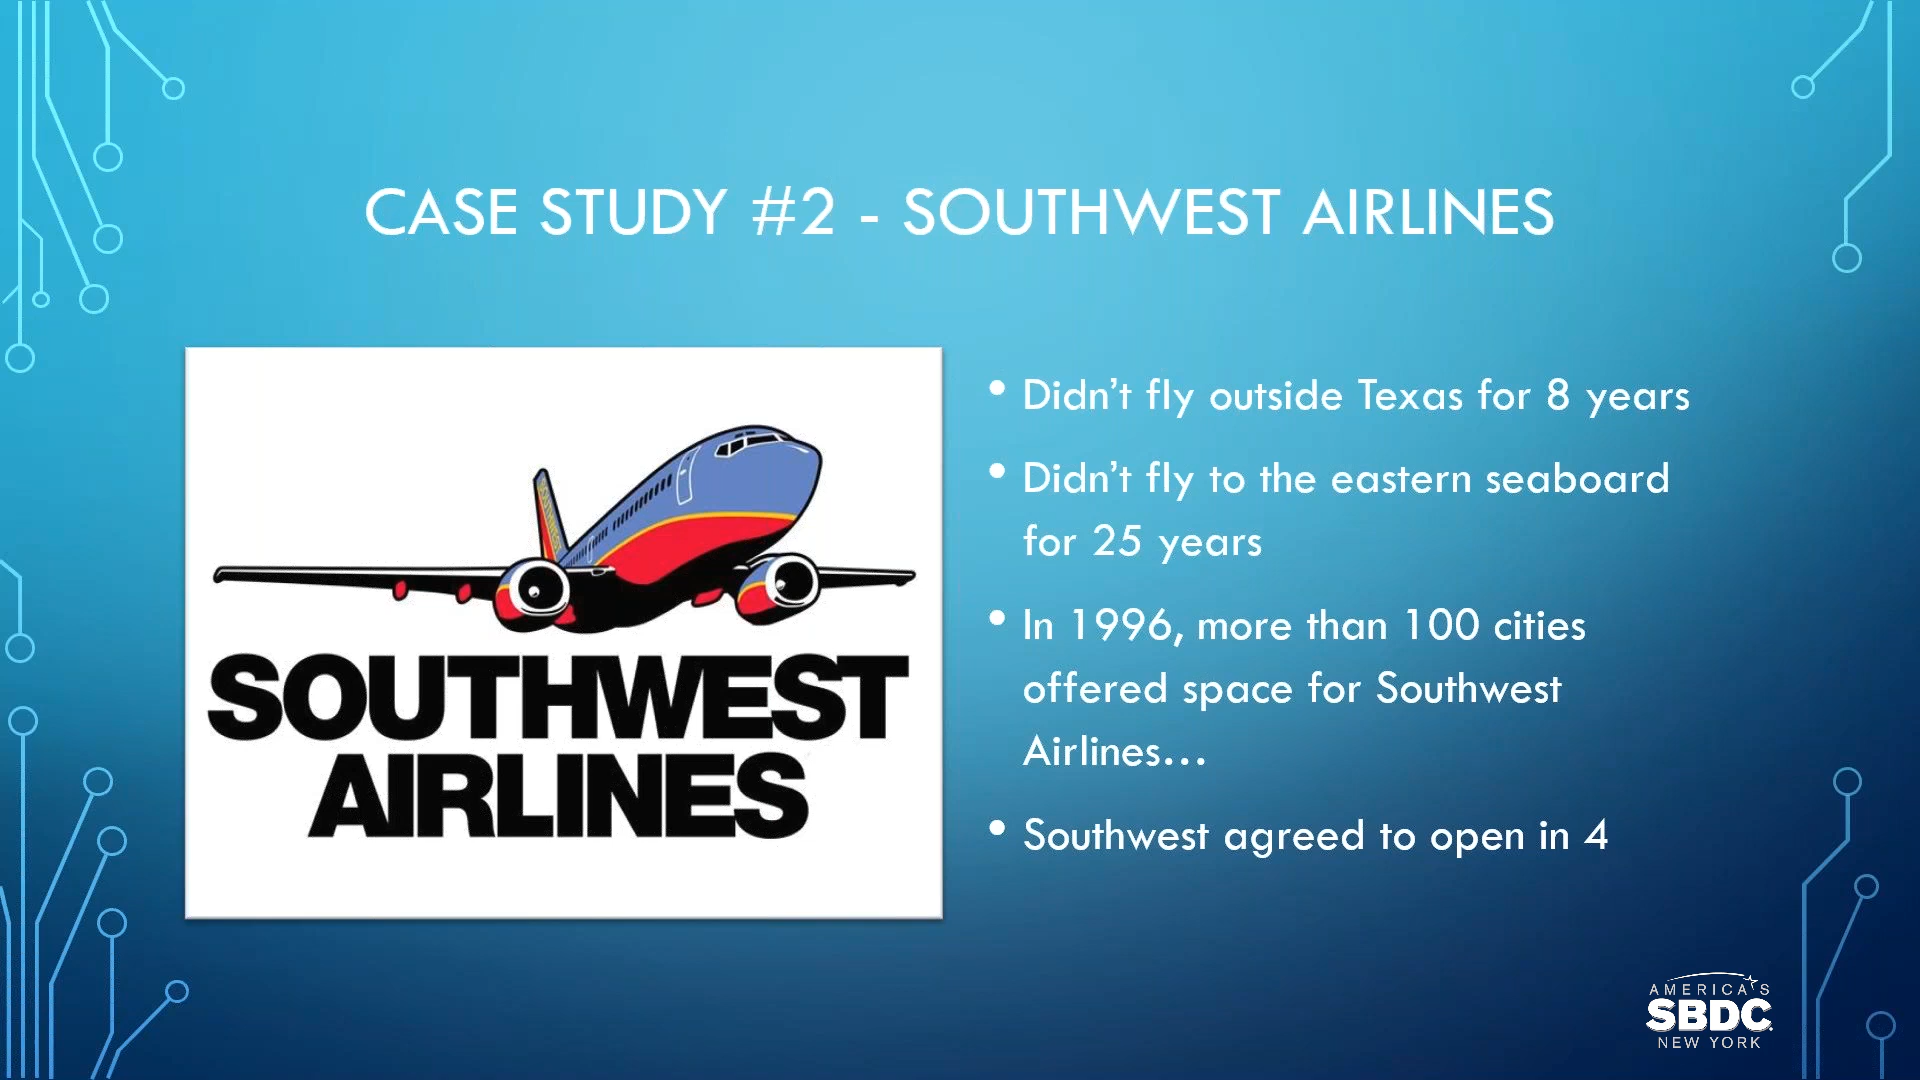 CASE STUDY #2 - SOUTHWEST AIRLINES
SOUTHWEST
AIRLINES
• Didn’t fly outside Texas for 8 years
• Didn’t fly to the eastern seaboard
for 25 years
• In 1996, more than 100 cities
offered space for Southwest
Airlines…
• Southwest agreed to open in 4
AMERICA'S
SBDC
NEW YORK